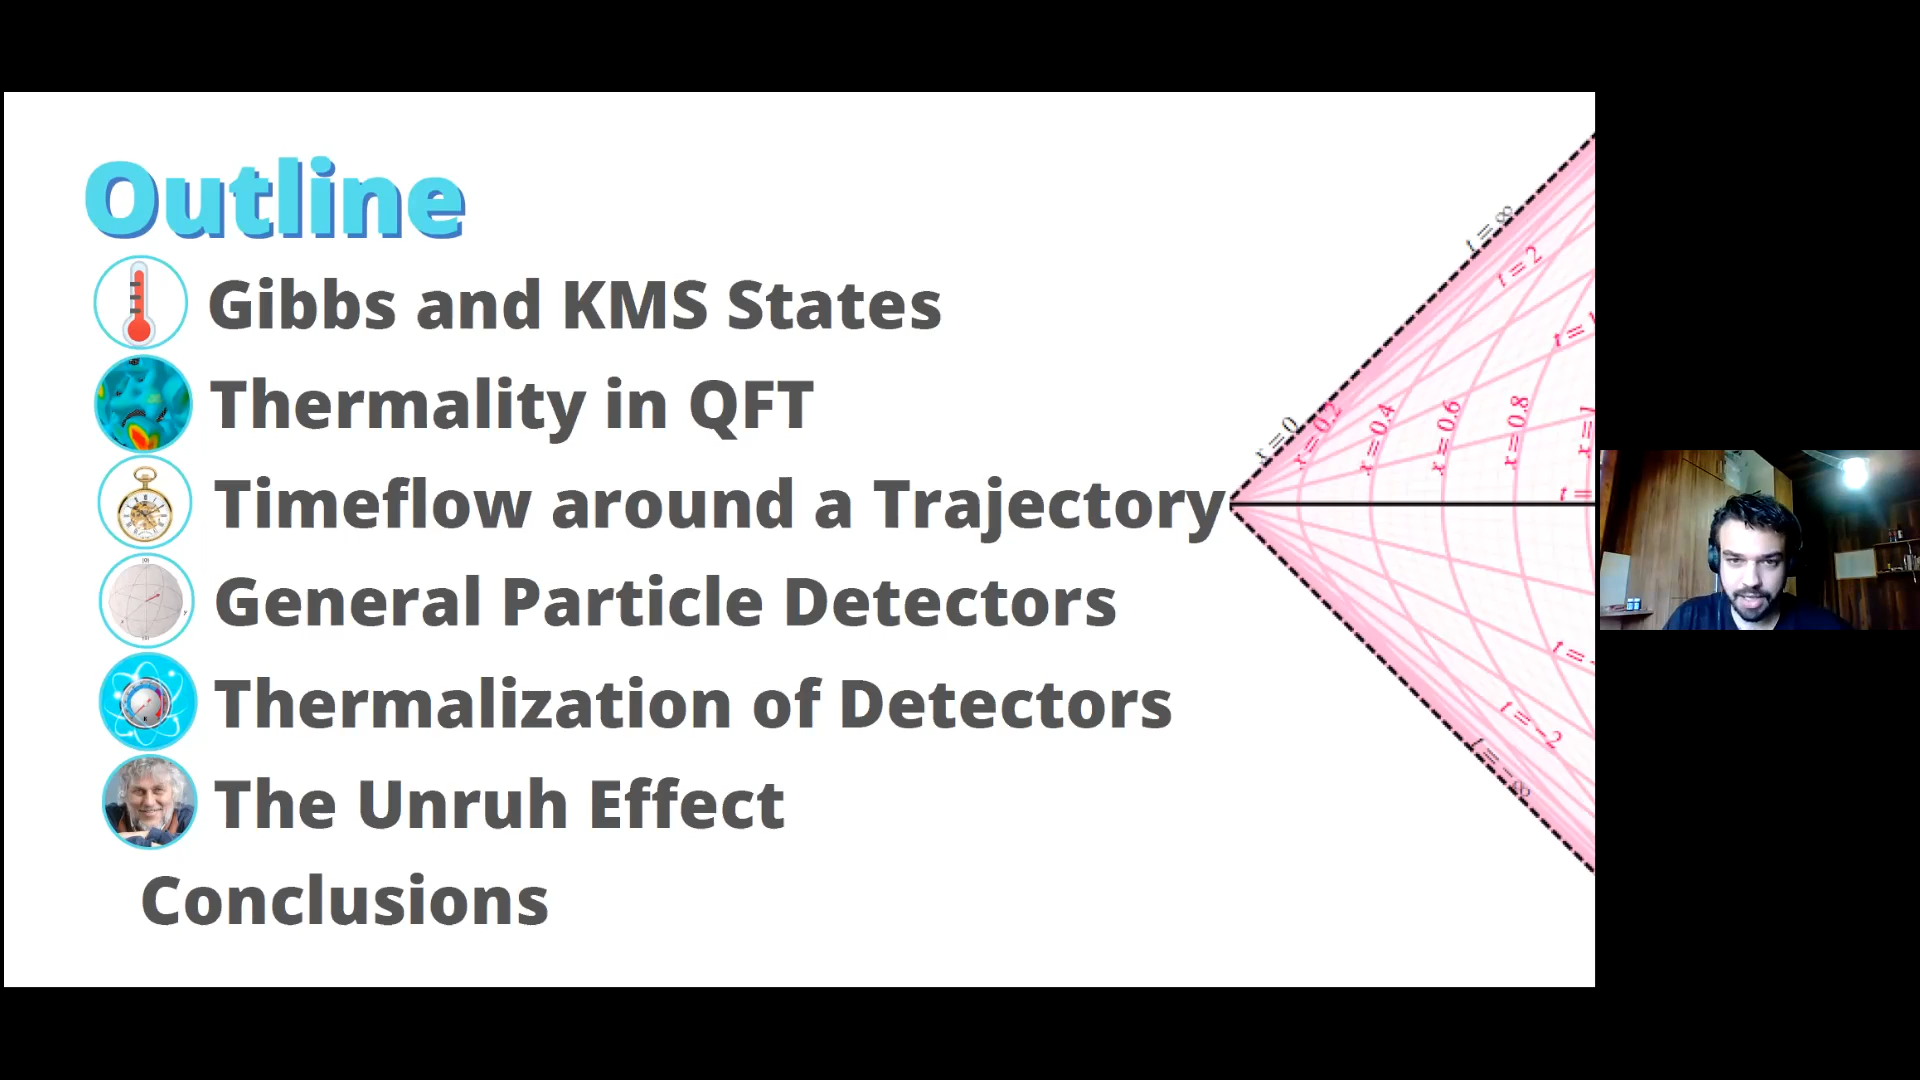 Outline
Gibbs and KMS States
Thermality in QFT
Timeflow around a Trajectory
General Particle Detectors
Thermalization of Detectors
The Unruh Effect
Conclusions
t = ∞
t = 2
x = 0
x = 0.2
x = 0.4
x = 0.6
x = 0.8
t = -2
t = -∞